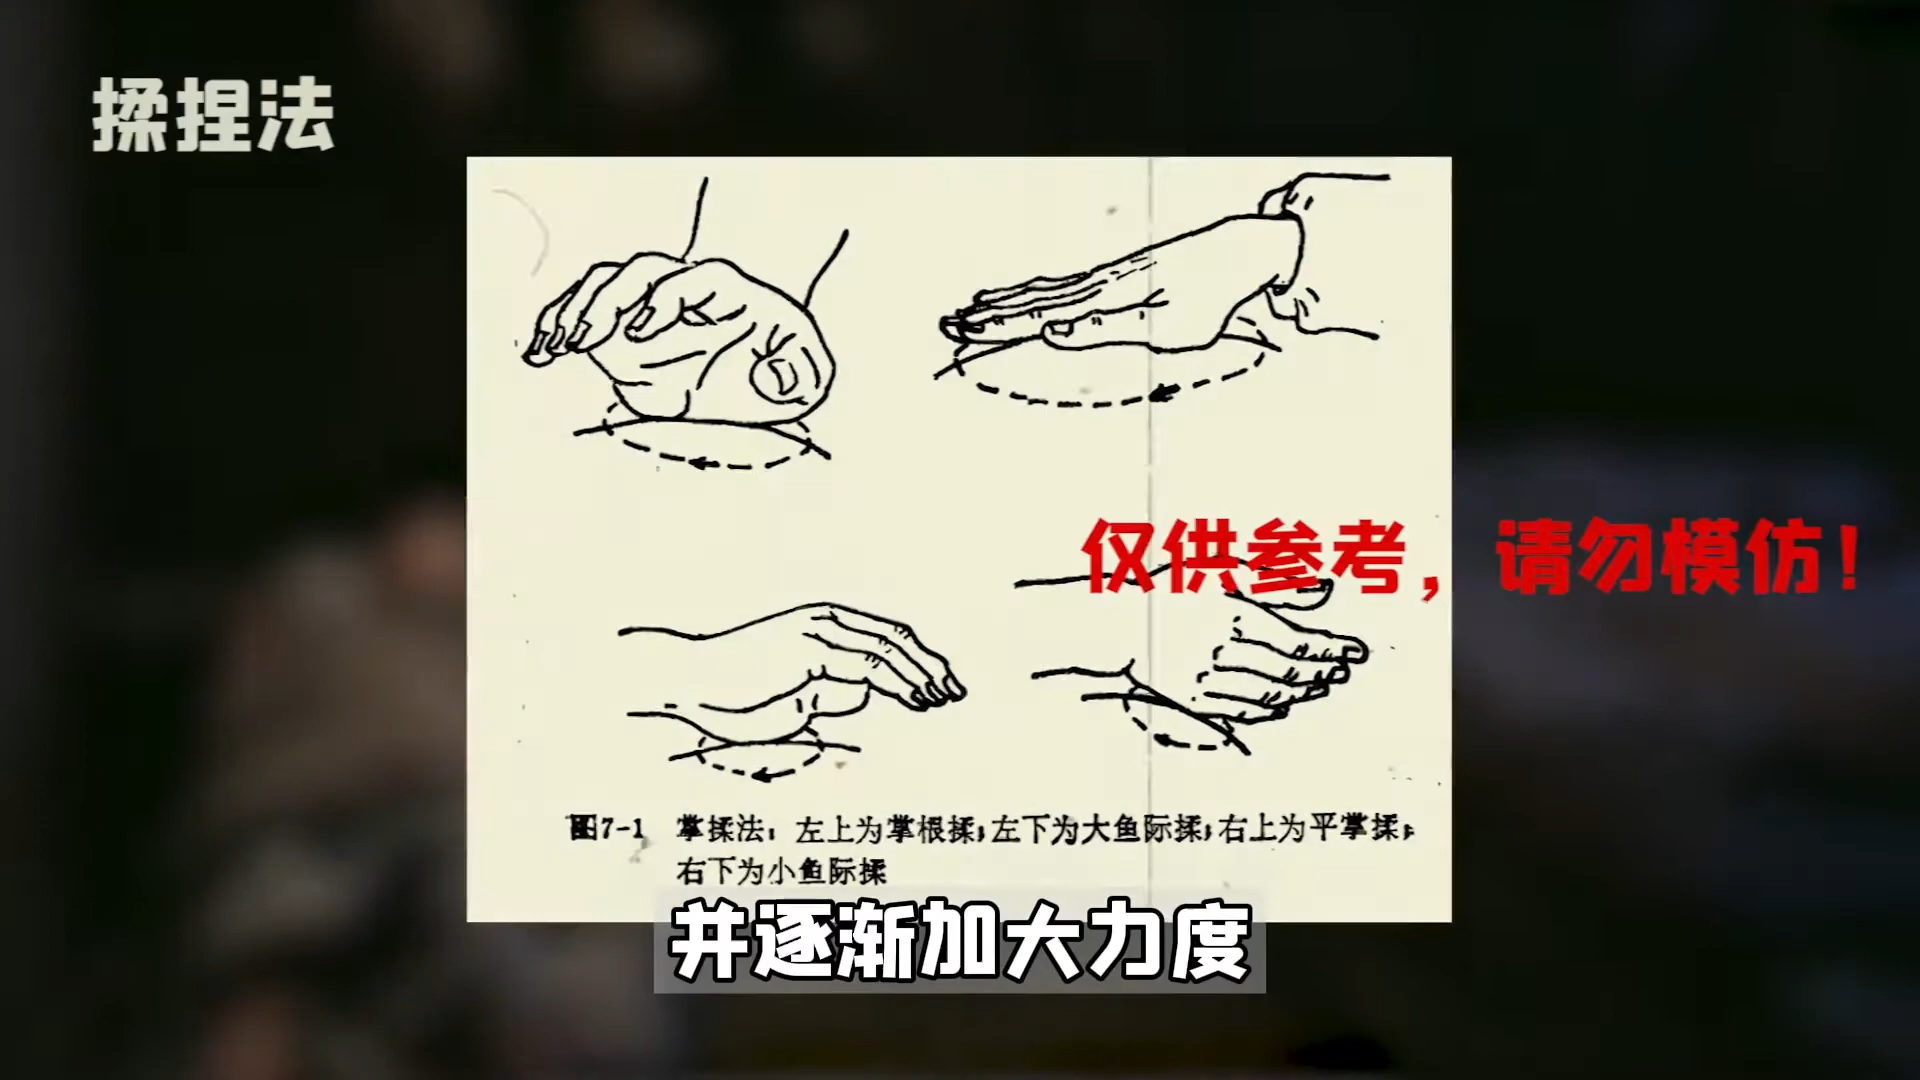 揉捏法
仅供参考，请勿模仿！
图7-1 掌揉法：左上为掌根揉；左下为大鱼际揉；右上为平掌揉；
右下为小鱼际揉
并逐渐加大力度